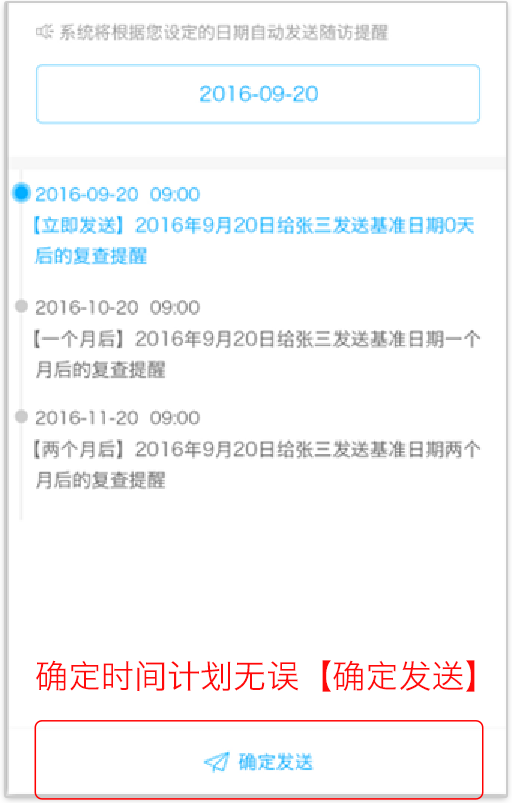 系统将根据您设定的日期自动发送随访提醒
2016-09-20
2016-09-20 09:00
【立即发送】2016年9月20日给张三发送基准日期0天
后的复查提醒
2016-10-20 09:00
【一个月后】2016年9月20日给张三发送基准日期一个
月后的复查提醒
2016-11-20 09:00
【两个月后】2016年9月20日给张三发送基准日期两个
月后的复查提醒
确定时间计划无误【确定发送】
确定发送